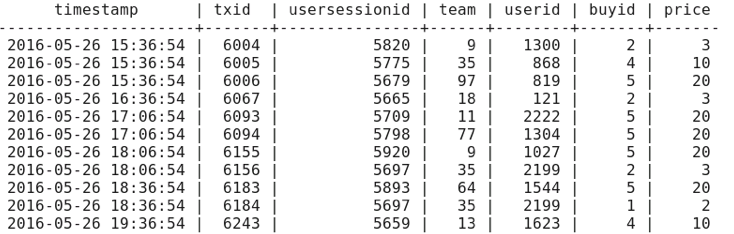 timestamp | txid | usersessionid | team | userid | buyid | price
---------------------+-------+---------------+------+--------+-------+-------
2016-05-26 15:36:54 | 6004 | 5820 | 9 | 1300 | 2 | 3
2016-05-26 15:36:54 | 6005 | 5775 | 35 | 868 | 4 | 10
2016-05-26 15:36:54 | 6006 | 5679 | 97 | 819 | 5 | 20
2016-05-26 16:36:54 | 6067 | 5665 | 18 | 121 | 2 | 3
2016-05-26 17:06:54 | 6093 | 5709 | 11 | 2222 | 5 | 20
2016-05-26 17:06:54 | 6094 | 5798 | 77 | 1304 | 5 | 20
2016-05-26 18:06:54 | 6155 | 5920 | 9 | 1027 | 5 | 20
2016-05-26 18:06:54 | 6156 | 5697 | 35 | 2199 | 2 | 3
2016-05-26 18:36:54 | 6183 | 5893 | 64 | 1544 | 5 | 20
2016-05-26 18:36:54 | 6184 | 5697 | 35 | 2199 | 1 | 2
2016-05-26 19:36:54 | 6243 | 5659 | 13 | 1623 | 4 | 10